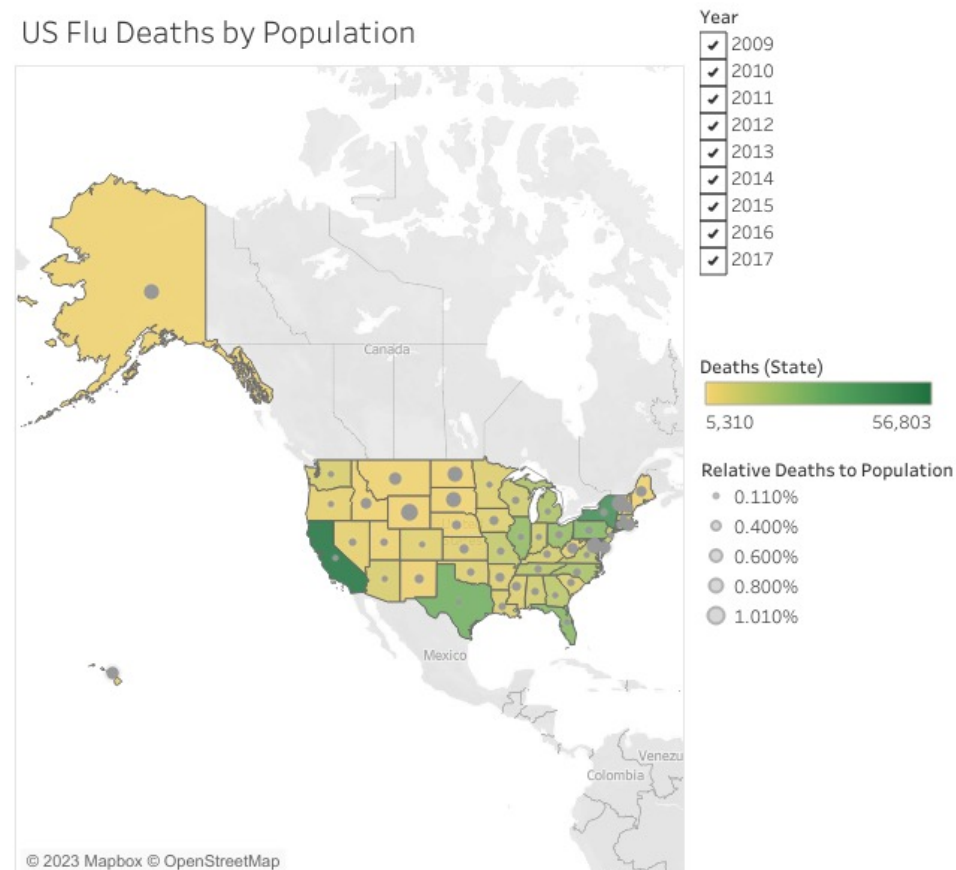 US Flu Deaths by Population
Year
2009
2010
2011
2012
2013
2014
2015
2016
2017
Canada
Mexico
Venezu
Colombia
© 2023 Mapbox © OpenStreetMap
Deaths (State)
5,310 56,803
Relative Deaths to Population
0.110%
0.400%
0.600%
0.800%
1.010%